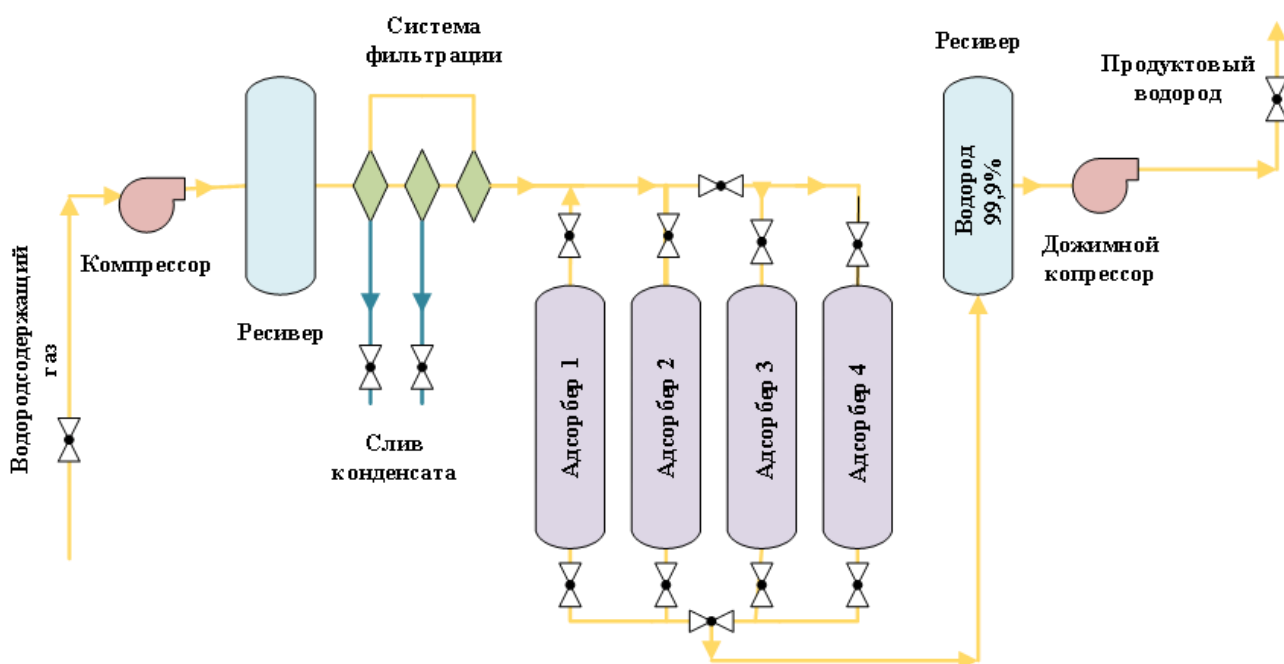 Система
фильтрации
Ресивер
Продуктовый
водород
Водород
99,9%
Компрессор
Дожимной
копрессор
Ресивер
Водородсодержащий
газ
Адсорбер 1
Адсорбер 2
Адсорбер 3
Адсорбер 4
Слив
конденсата